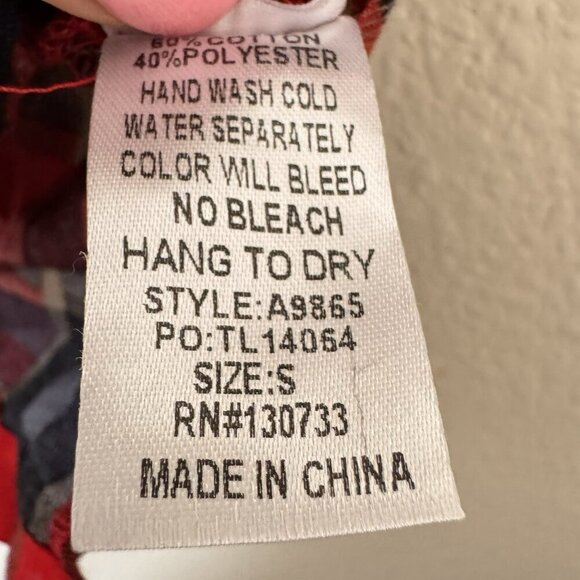 60%COTTON
40%POLYESTER
HAND WASH COLD
WATER SEPARATELY
COLOR WILL BLEED
NO BLEACH
HANG TO DRY
STYLE:A9865
PO:TL14064
SIZE:S
RN#130733
MADE IN CHINA